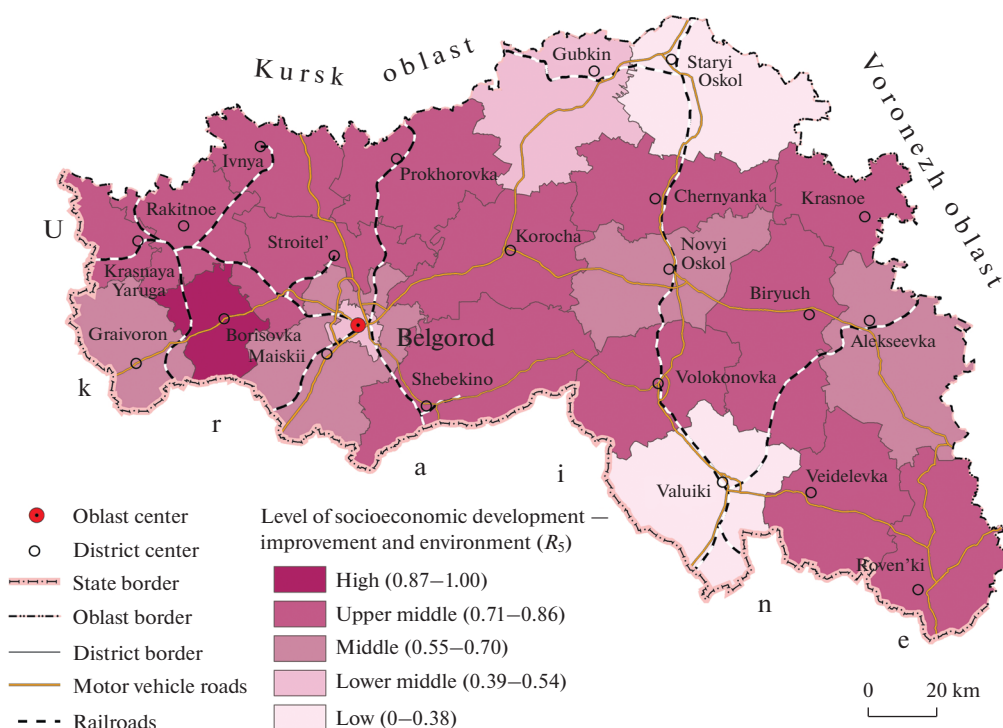 Kursk oblast
Voronezh oblast
Gubkin
Staryi
Oskol
Ivnya
Prokhorovka
Chernyanka
Krasnoe
Rakitnoe
Stroitel’
Korocha
Novyi
Oskol
Krasnaya
Yaruga
Biryuch
Graivoron
Borisovka
Maiskii
Belgorod
Alekseevka
Shebekino
Volokonovka
Valuiki
Veidelevka
Roven’ki
U k r a i n e
Oblast center
District center
State border
Oblast border
District border
Motor vehicle roads
Railroads
Level of socioeconomic development —
improvement and environment (R5)
High (0.87–1.00)
Upper middle (0.71–0.86)
Middle (0.55–0.70)
Lower middle (0.39–0.54)
Low (0–0.38)
0 20 km